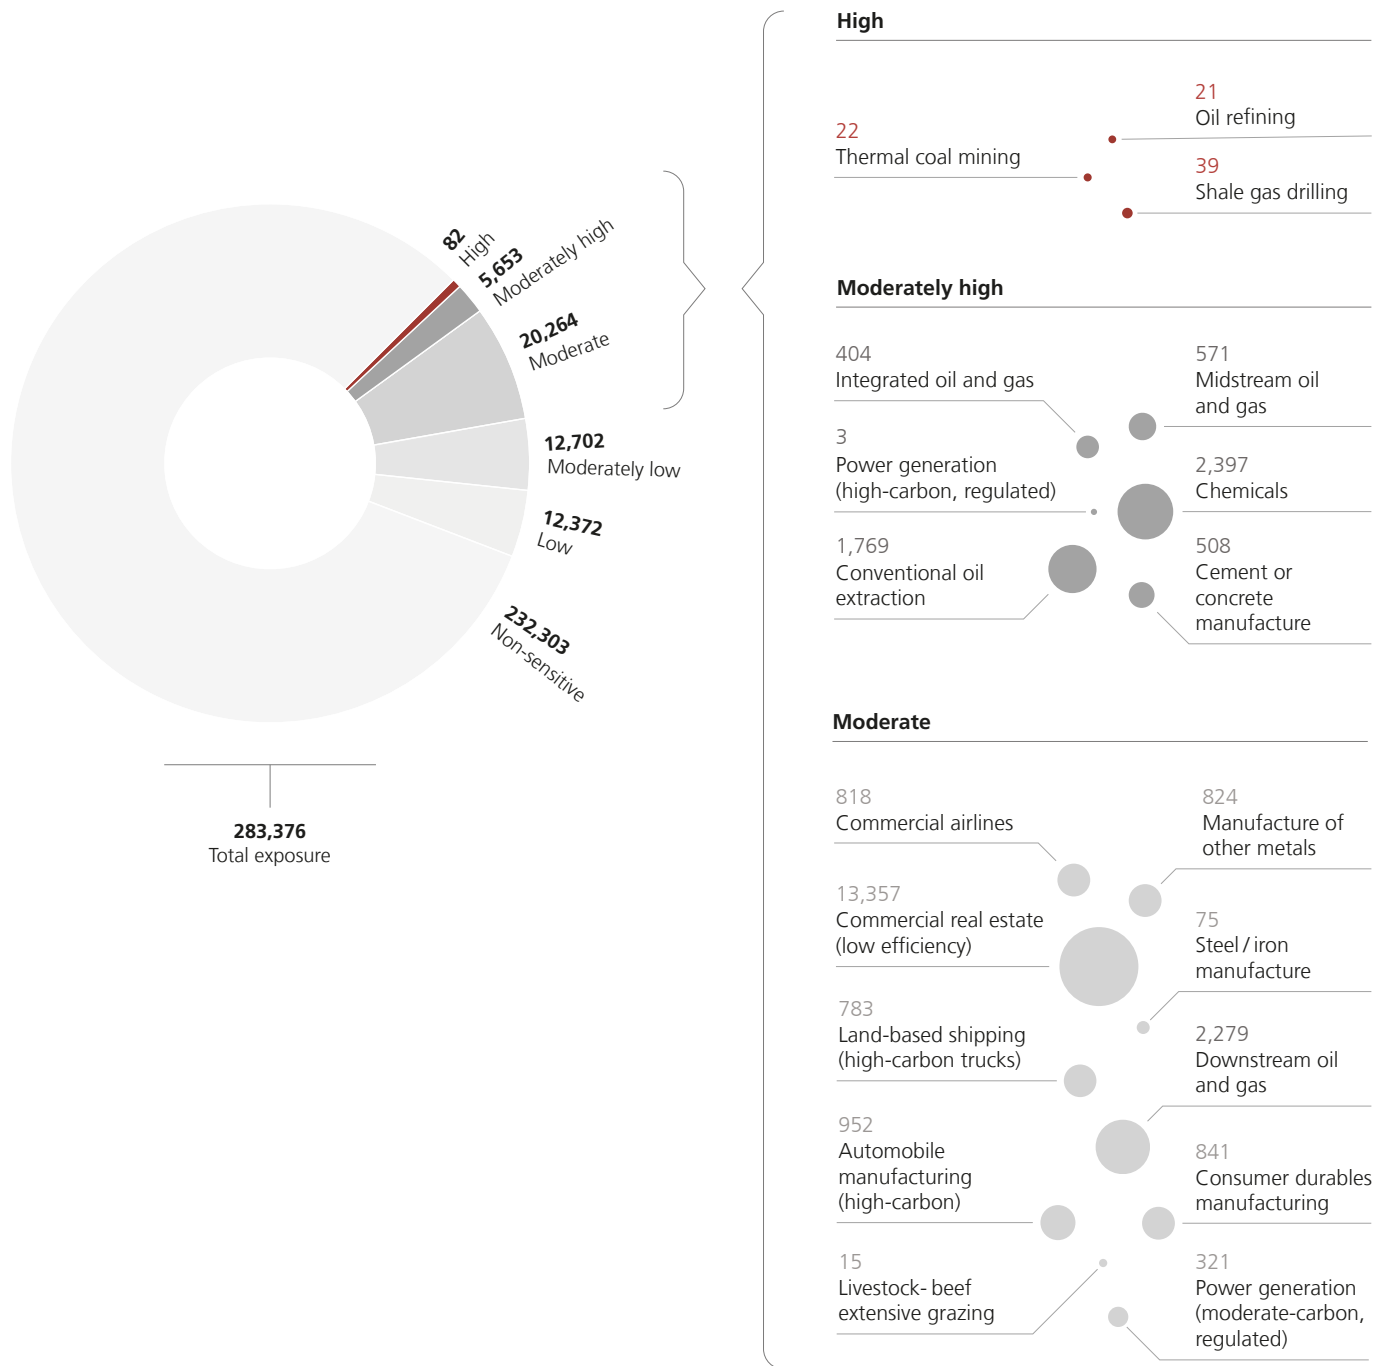 82
High
5,653
Moderately high
20,264
Moderate
12,702
Moderately low
12,372
Low
232,303
Non-sensitive
283,376
Total exposure
High
22
Thermal coal mining
21
Oil refining
39
Shale gas drilling
Moderately high
404
Integrated oil and gas
3
Power generation
(high-carbon, regulated)
1,769
Conventional oil
extraction
571
Midstream oil
and gas
2,397
Chemicals
508
Cement or
concrete
manufacture
Moderate
818
Commercial airlines
13,357
Commercial real estate
(low efficiency)
783
Land-based shipping
(high-carbon trucks)
952
Automobile
manufacturing
(high-carbon)
15
Livestock- beef
extensive grazing
824
Manufacture of
other metals
75
Steel / iron
manufacture
2,279
Downstream oil
and gas
841
Consumer durables
manufacturing
321
Power generation
(moderate-carbon,
regulated)